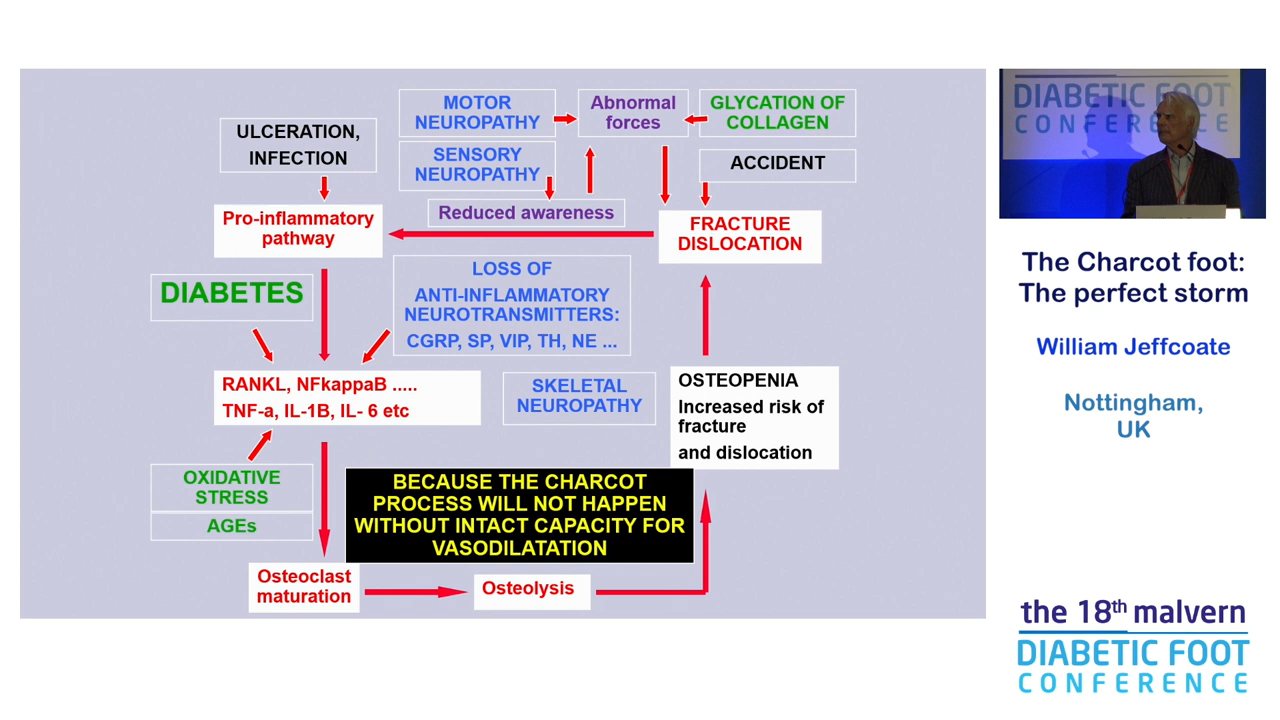 MOTOR
NEUROPATHY
Abnormal
forces
GLYCATION OF
COLLAGEN
ULCERATION,
INFECTION
SENSORY
NEUROPATHY
ACCIDENT
Reduced awareness
Pro-inflammatory
pathway
FRACTURE
DISLOCATION
DIABETES
LOSS OF
ANTI-INFLAMMATORY
NEUROTRANSMITTERS:
CGRP, SP, VIP, TH, NE ...
RANKL, NFkappaB .....
TNF-a, IL-1B, IL- 6 etc
SKELETAL
NEUROPATHY
OSTEOPENIA
Increased risk of
fracture
and dislocation
OXIDATIVE
STRESS
AGEs
BECAUSE THE CHARCOT
PROCESS WILL NOT HAPPEN
WITHOUT INTACT CAPACITY FOR
VASODILATATION
Osteoclast
maturation
Osteolysis
DIABETIC FOOT
CONFERENCE
The Charcot foot:
The perfect storm
William Jeffcoate
Nottingham,
UK
the 18th malvern
DIABETIC FOOT
CONFERENCE